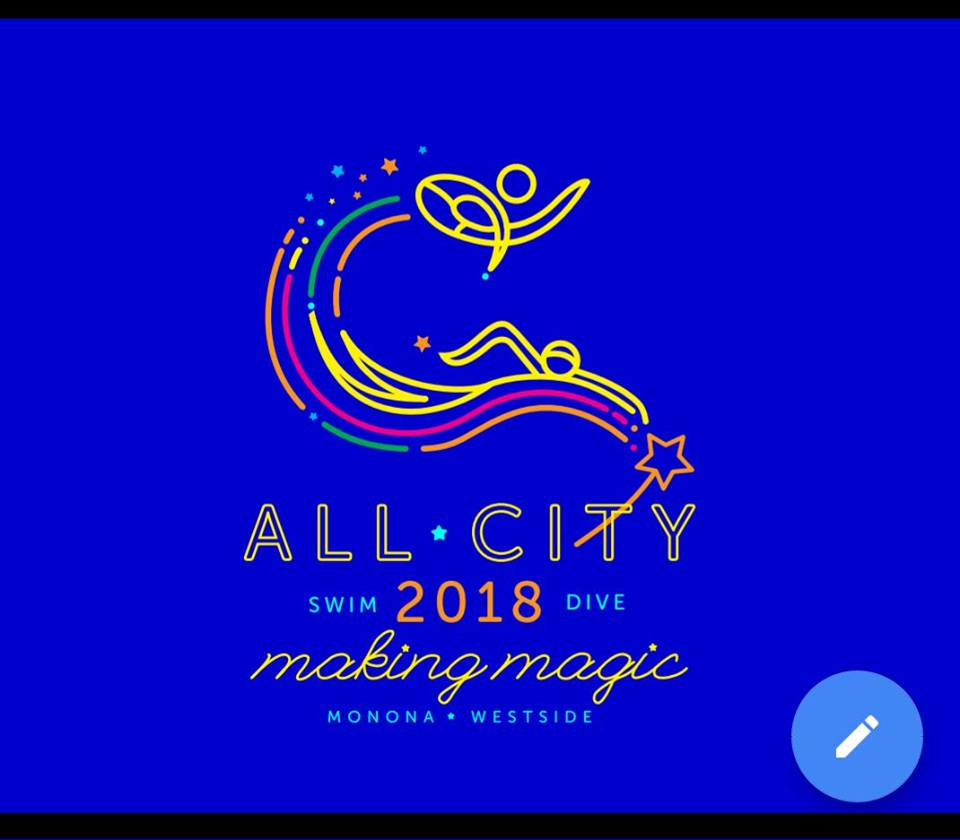 ALL CITY
SWIM 2018 DIVE
making magic
MONONA WESTSIDE